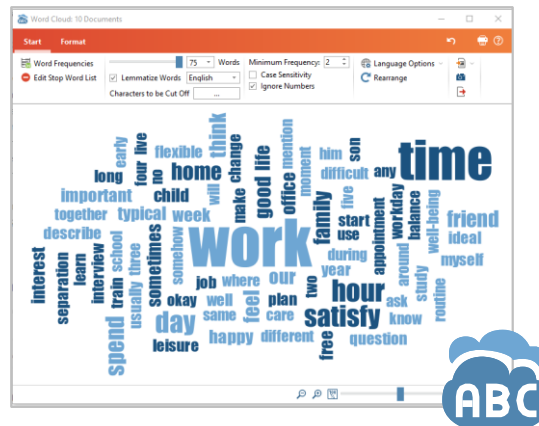 Word Cloud: 10 Documents
Start Format
Word Frequencies
Edit Stop Word List
75 Words
Lemmatize Words English
Characters to be Cut Off ...
Minimum Frequency: 2
Case Sensitivity
Ignore Numbers
Language Options
Rearrange
early
four
live
flexible
think
long
no
home
change
good life
mention
moment
him
son
difficult
any
time
important
child
will
make
office
five
together
typical
week
family
start
use
appointment
workday
balance
well-being
friend
ideal
myself
describe
somehow
work
during
year
around
interest
separation
learn
interview
train
school
usually
three
sometimes
job
where
our
two
hour
study
routine
okay
well
feel
plan
ask
spend
day
same
care
satisfy
know
leisure
happy
different
free
question
ABC